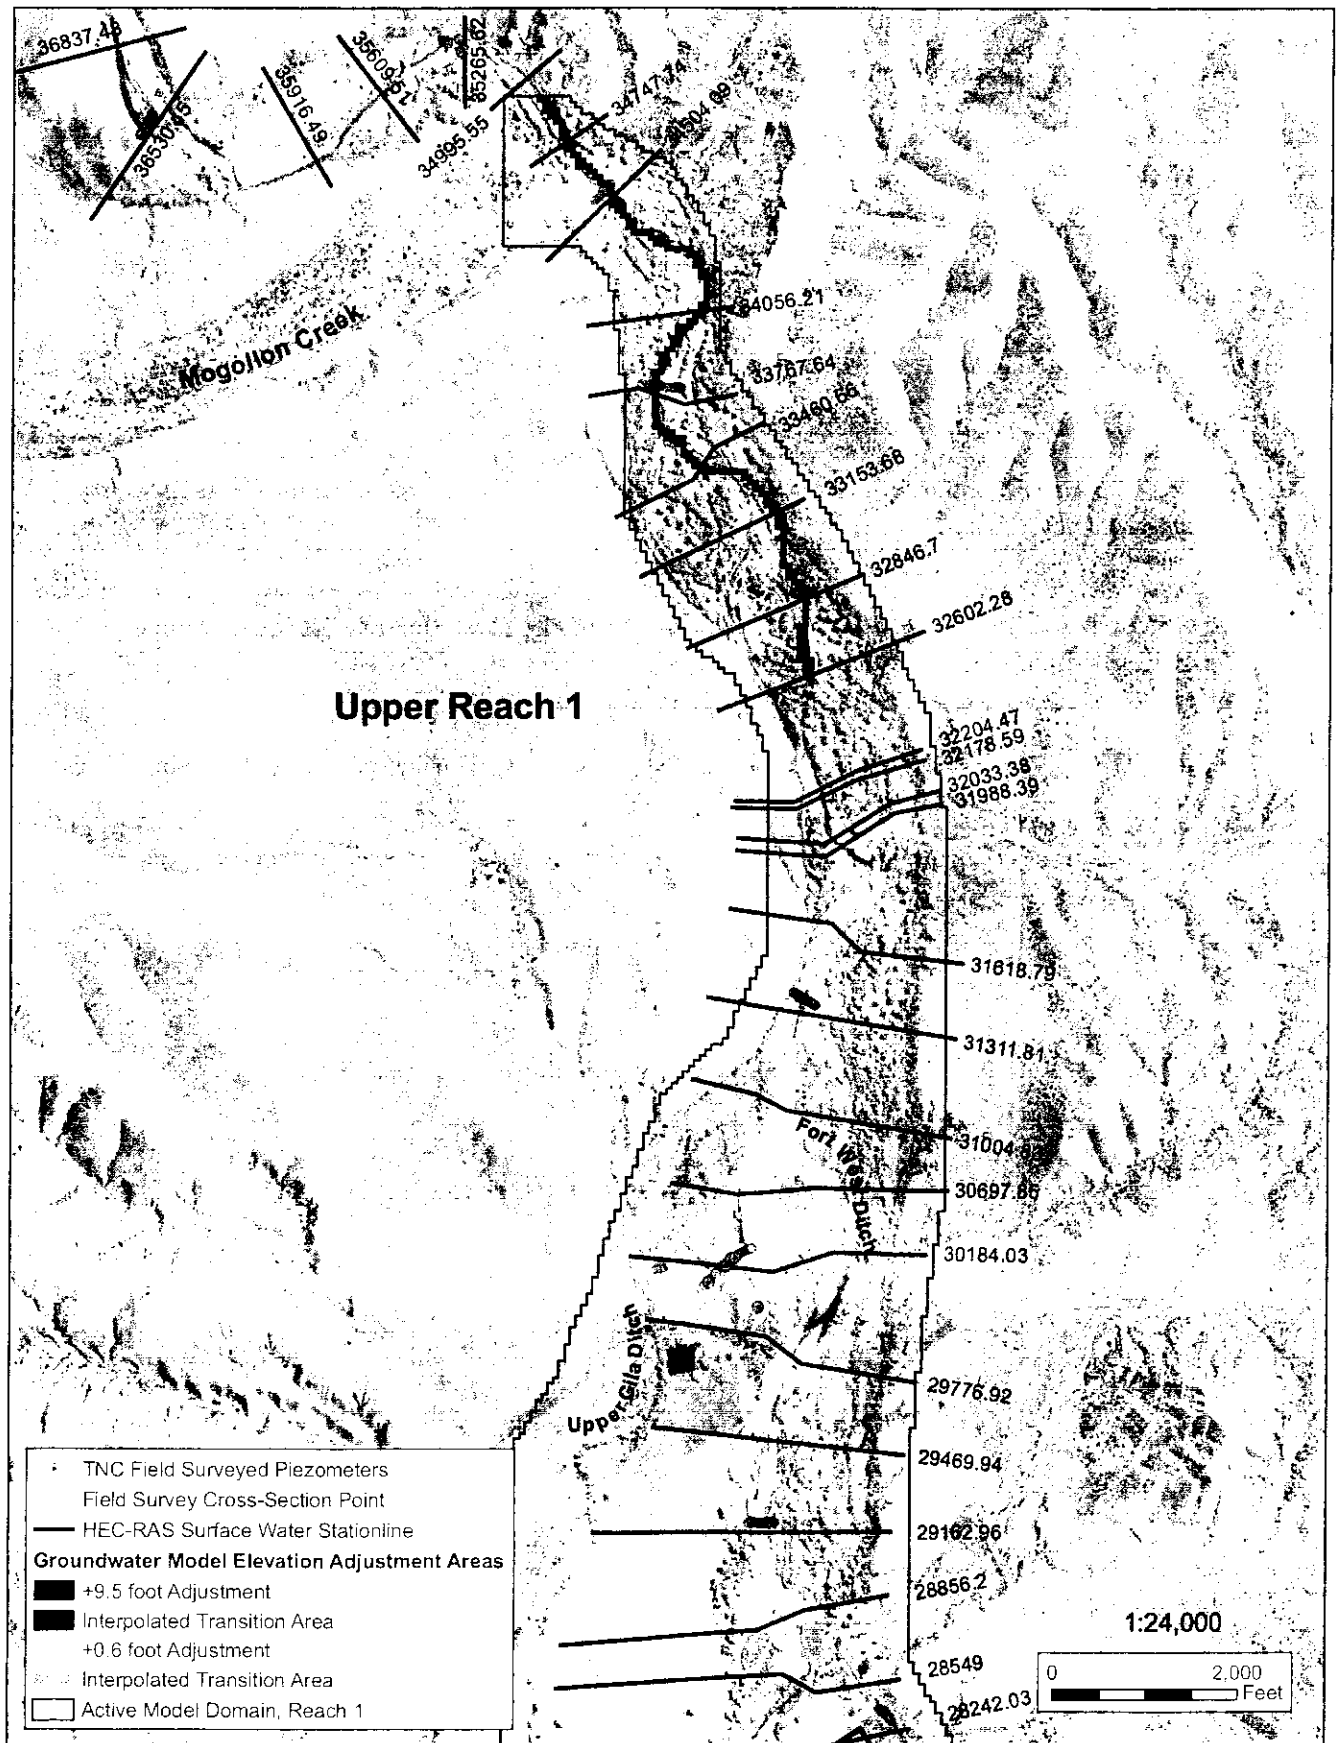 36837.43
36530.45
35916.49
35609.51
35265.62
34995.55
34747.74
34504.09
34056.21
Mogollon Creek
33767.64
33460.66
33153.68
32846.7
32602.28
Upper Reach 1
32204.47
32178.59
32033.38
31988.39
31618.79
31311.81
31004
Fort West Ditch
30697.86
30184.03
Upper Gila Ditch
29776.92
29469.94
29162.96
28856.2
28549
28242.03
TNC Field Surveyed Piezometers
Field Survey Cross-Section Point
HEC-RAS Surface Water Stationline
Groundwater Model Elevation Adjustment Areas
+9.5 foot Adjustment
Interpolated Transition Area
+0.6 foot Adjustment
Interpolated Transition Area
Active Model Domain, Reach 1
1:24,000
0 2,000
Feet